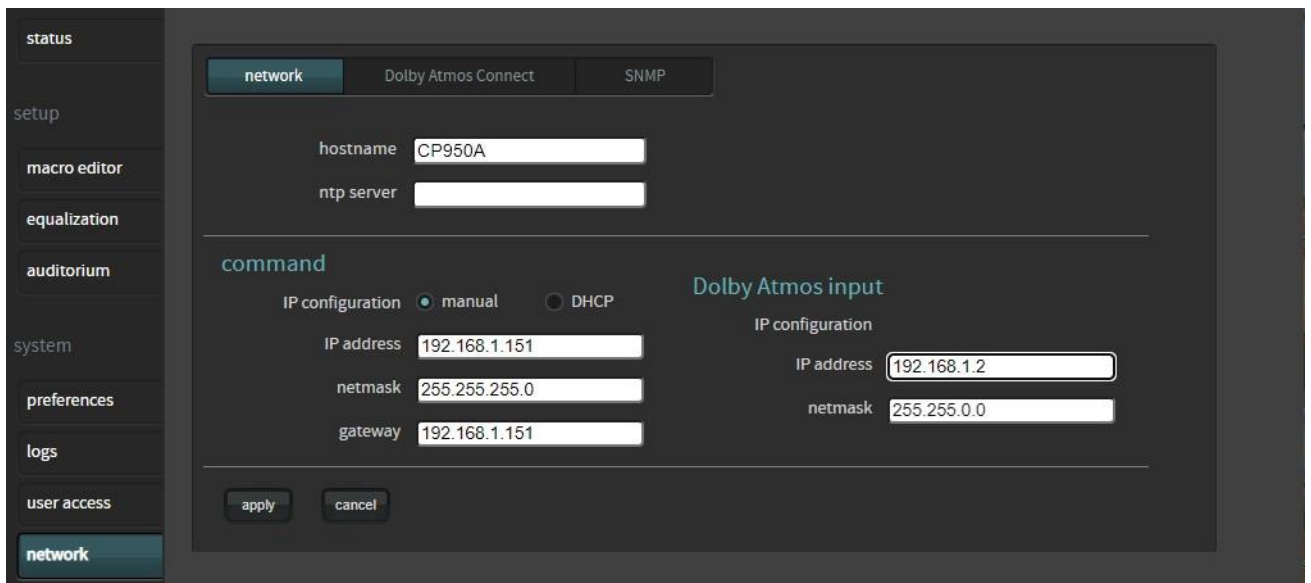 status
setup
macro editor
equalization
auditorium
system
preferences
logs
user access
network
network Dolby Atmos Connect SNMP
hostname CP950A
ntp server
command
IP configuration manual DHCP
IP address 192.168.1.151
netmask 255.255.255.0
gateway 192.168.1.151
Dolby Atmos input
IP configuration
IP address 192.168.1.2
netmask 255.255.0.0
apply cancel